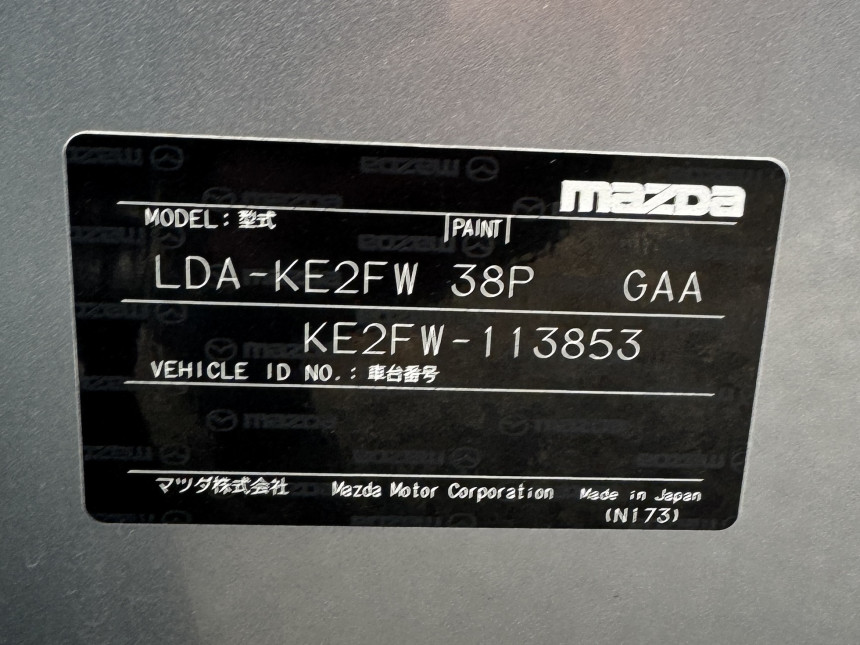 mazda
MODEL : 型式 |PAINT|
LDA-KE2FW 38P GAA
KE2FW-113853
VEHICLE ID NO. : 車台番号
マツダ株式会社 Mazda Motor Corporation Made in Japan
(N173)